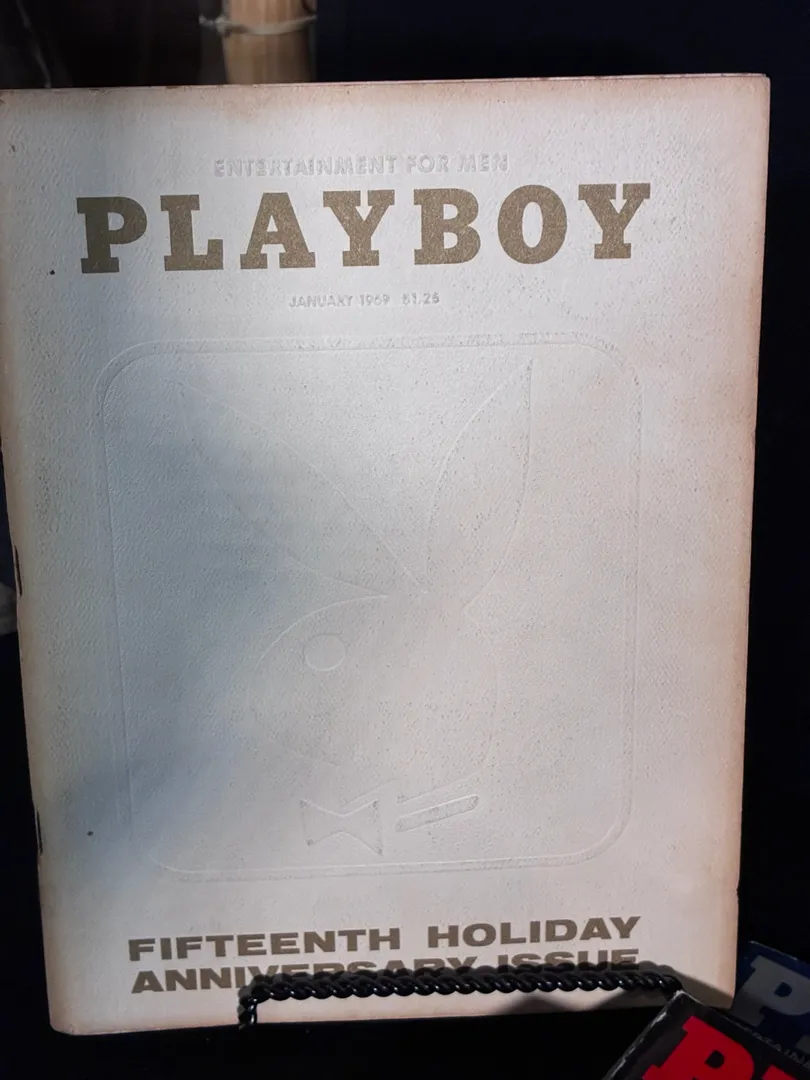 ENTERTAINMENT FOR MEN
PLAYBOY
JANUARY 1969 $1.25
FIFTEENTH HOLIDAY
ANNIVERSARY ISSUE